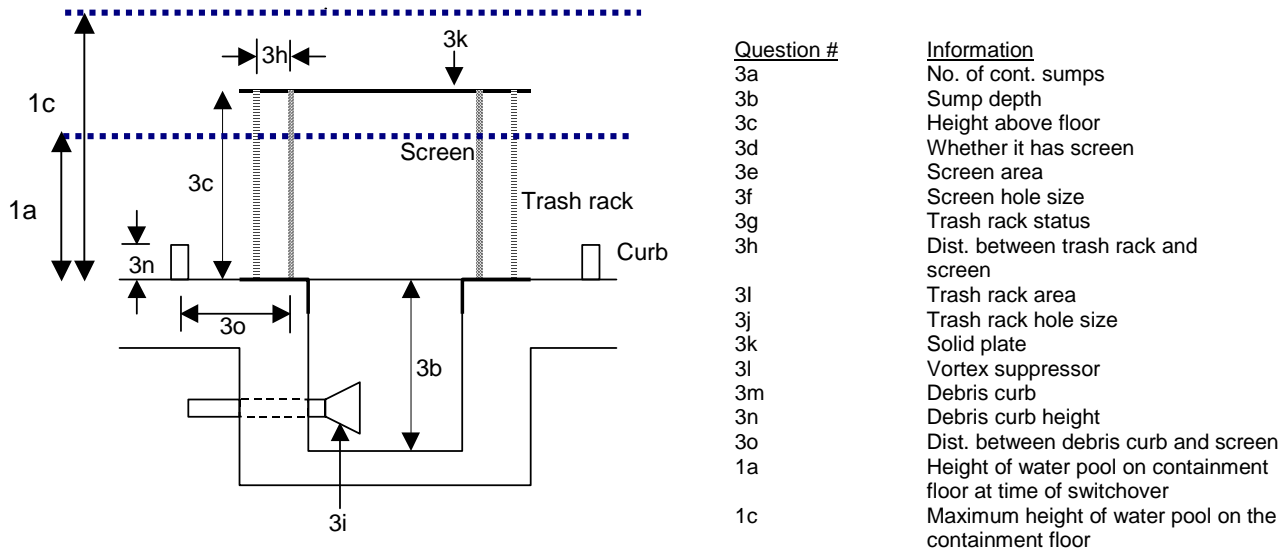 3h
3k
1c
Screen
3c
Trash rack
1a
Curb
3n
3o
3b
3i
Question # Information
3a No. of cont. sumps
3b Sump depth
3c Height above floor
3d Whether it has screen
3e Screen area
3f Screen hole size
3g Trash rack status
3h Dist. between trash rack and
screen
3I Trash rack area
3j Trash rack hole size
3k Solid plate
3l Vortex suppressor
3m Debris curb
3n Debris curb height
3o Dist. between debris curb and screen
1a Height of water pool on containment
floor at time of switchover
1c Maximum height of water pool on the
containment floor